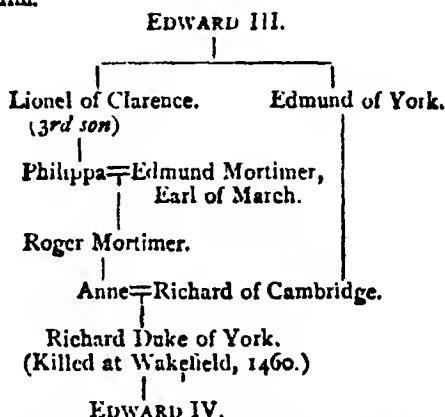 EDWARD III.
Lionel of Clarence. Edmund of York.
(3rd son)
Philippa Edmund Mortimer,
Earl of March.
Roger Mortimer.
Anne Richard of Cambridge.
Richard Duke of York.
(Killed at Wakefield, 1460.)
EDWARD IV.